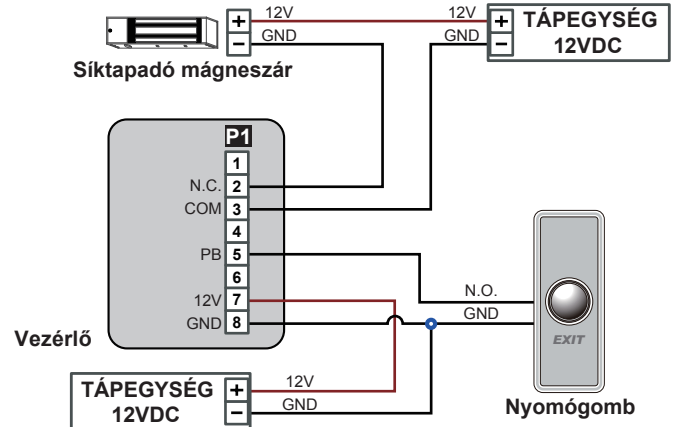 12V 12V
+ + TÁPEGYSÉG
GND GND
− − 12VDC
Síktapadó mágneszár
P1
1
N.C. 2
COM 3
4
PB 5
6
12V 7
GND 8
N.O.
GND
EXIT
Vezérlő
Nyomógomb
TÁPEGYSÉG + 12V
12VDC − GND